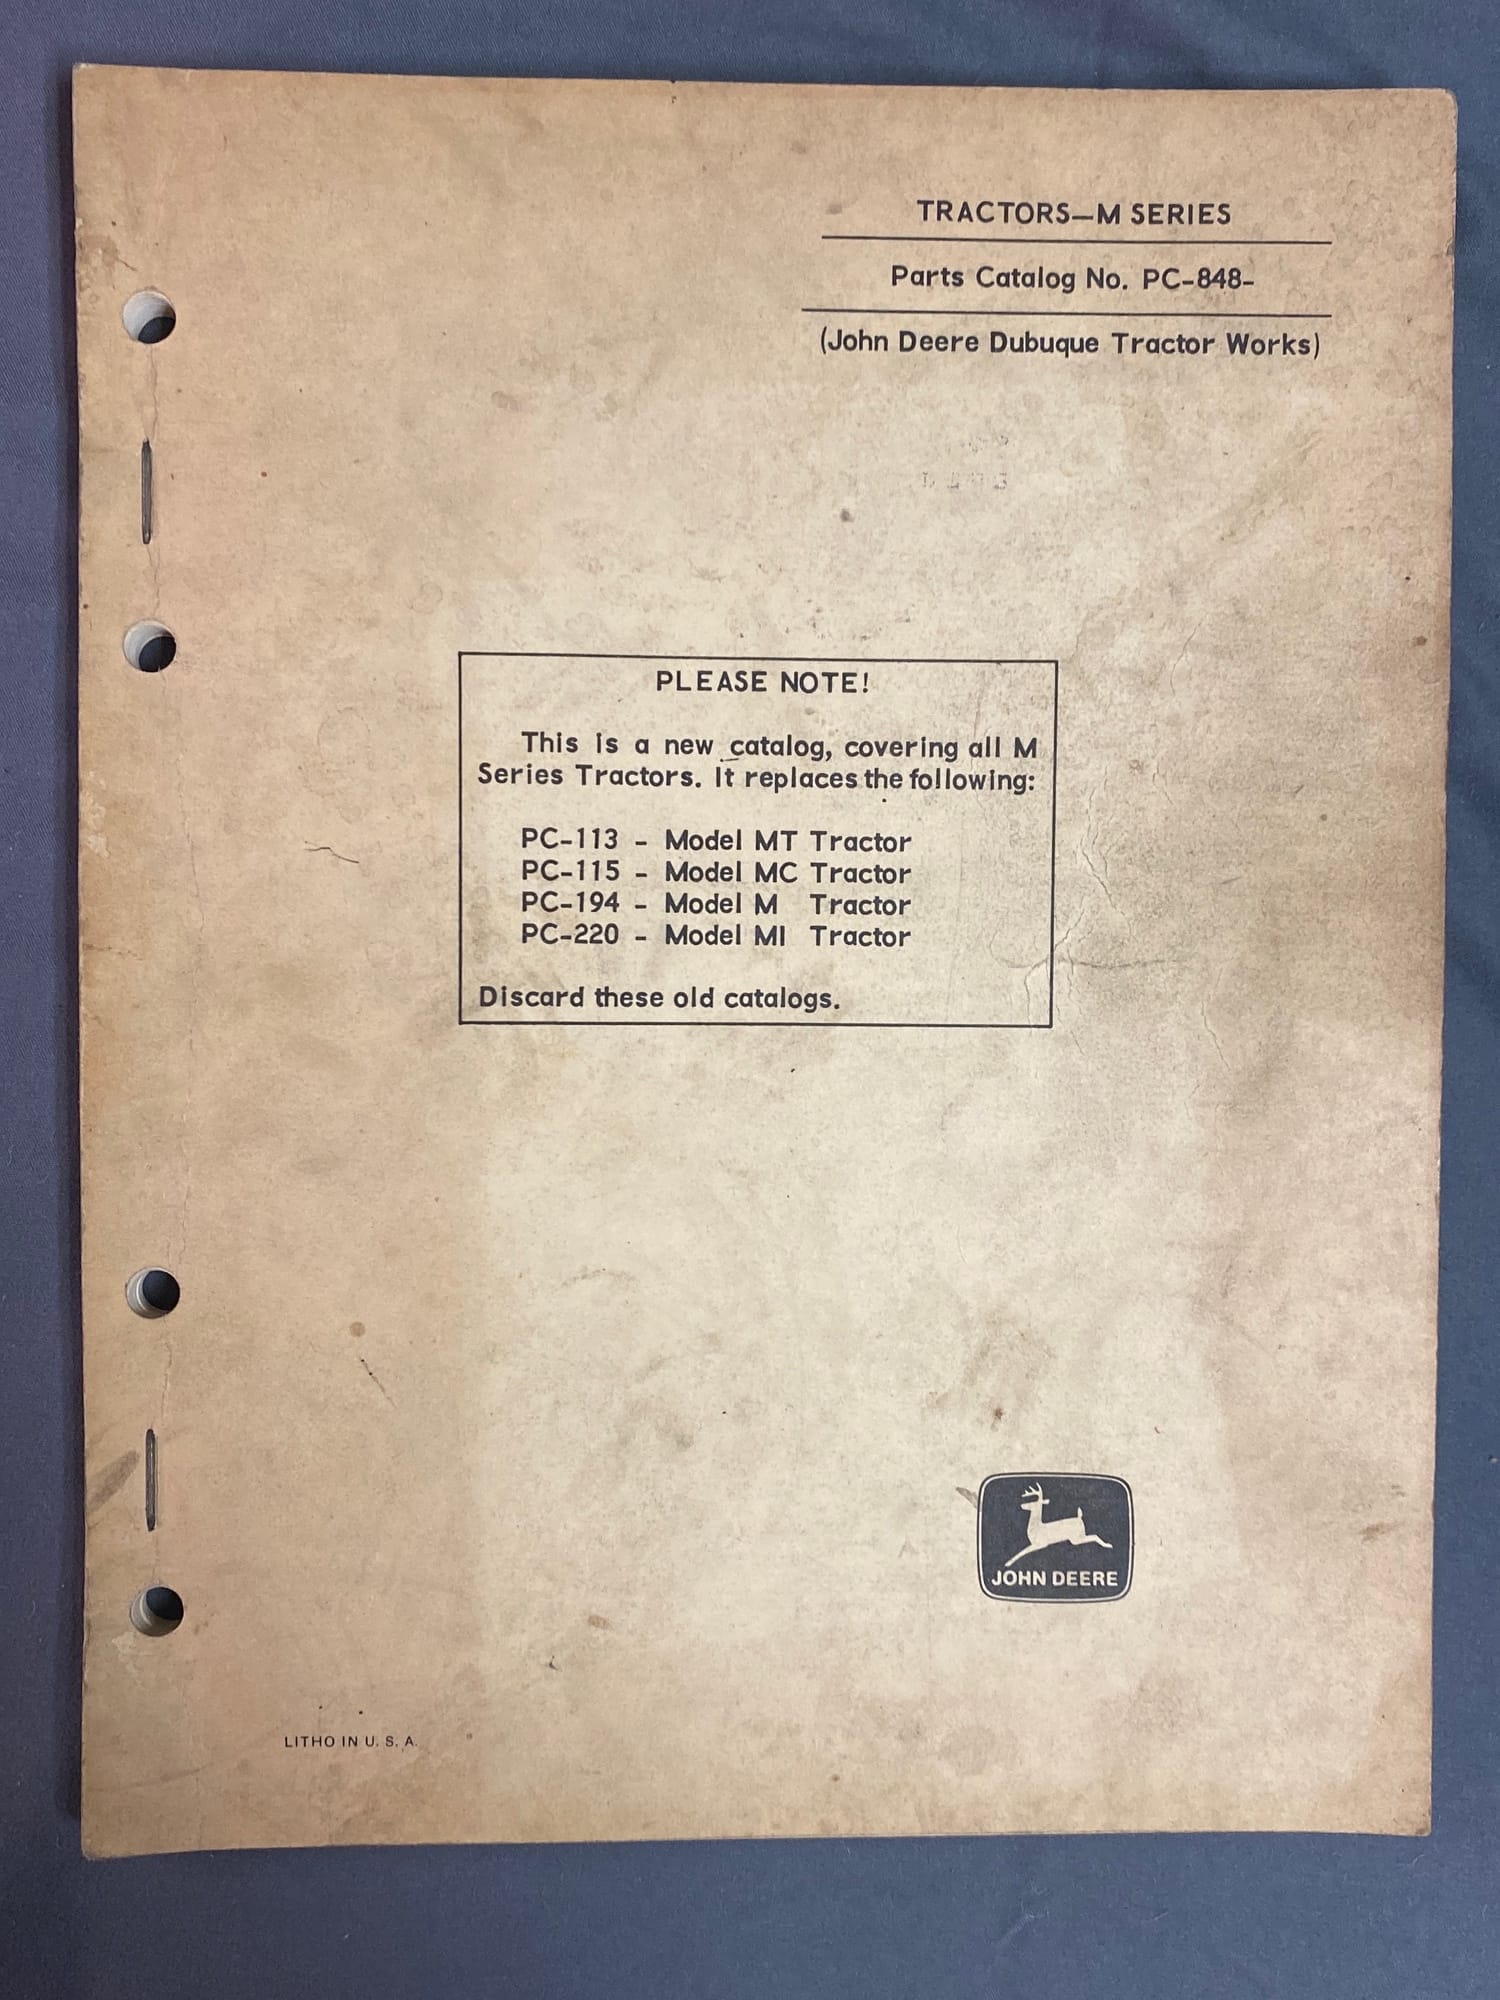 TRACTORS—M SERIES
Parts Catalog No. PC-848-
(John Deere Dubuque Tractor Works)
PLEASE NOTE!
This is a new catalog, covering all M
Series Tractors. It replaces the following:
PC-113 - Model MT Tractor
PC-115 - Model MC Tractor
PC-194 - Model M Tractor
PC-220 - Model MI Tractor
Discard these old catalogs.
JOHN DEERE
LITHO IN U. S. A.